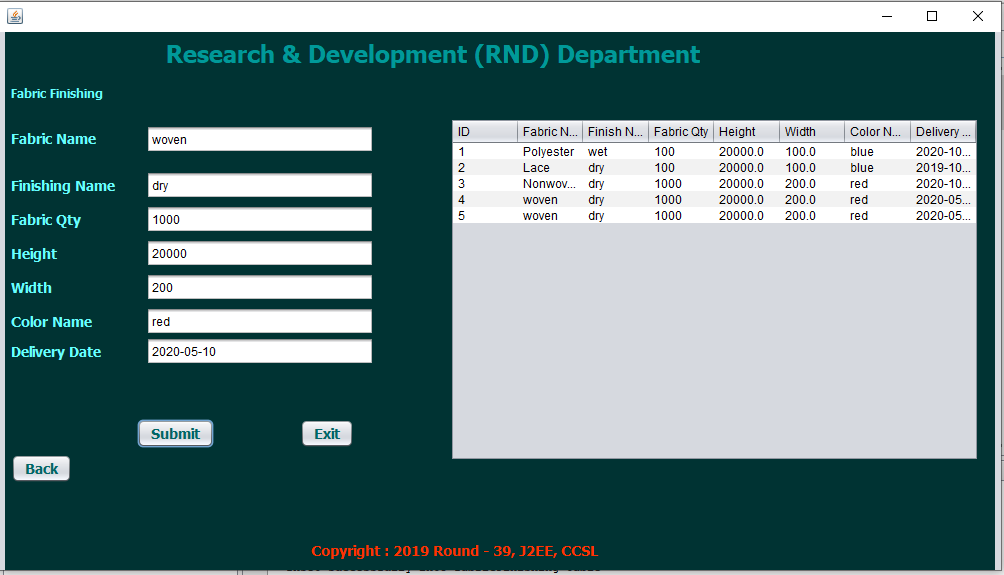 Research & Development (RND) Department
Fabric Finishing
Fabric Name woven
Finishing Name dry
Fabric Qty 1000
Height 20000
Width 200
Color Name red
Delivery Date 2020-05-10
Submit Exit
Back
ID Fabric N... Finish N... Fabric Qty Height Width Color N... Delivery ...
1 Polyester wet 100 20000.0 100.0 blue 2020-10...
2 Lace dry 100 20000.0 100.0 blue 2019-10...
3 Nonwov... dry 1000 20000.0 200.0 red 2020-10...
4 woven dry 1000 20000.0 200.0 red 2020-05...
5 woven dry 1000 20000.0 200.0 red 2020-05...
Copyright : 2019 Round - 39, J2EE, CCSL